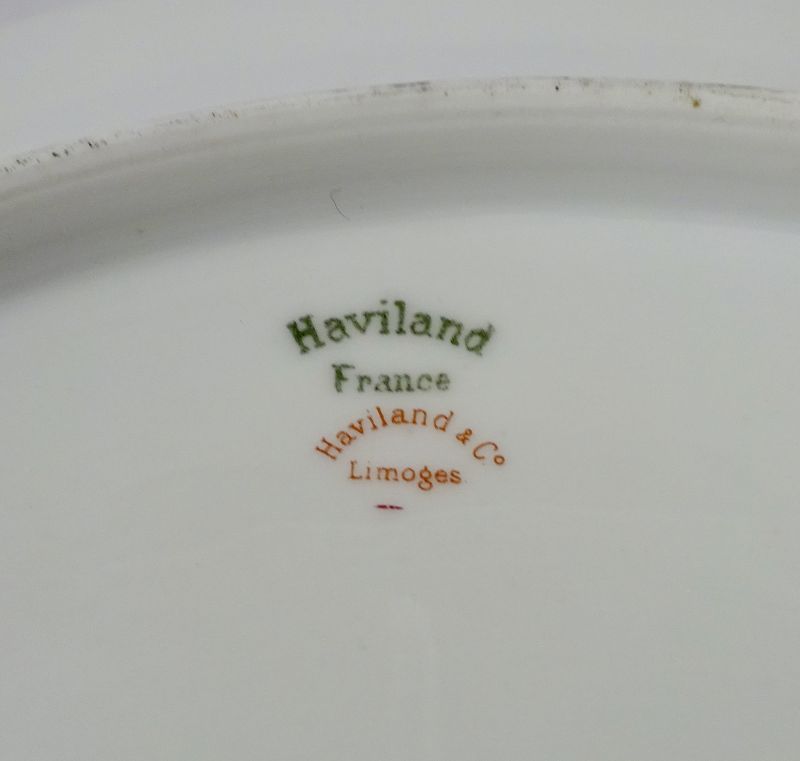 Haviland
France
Haviland & Co
Limoges